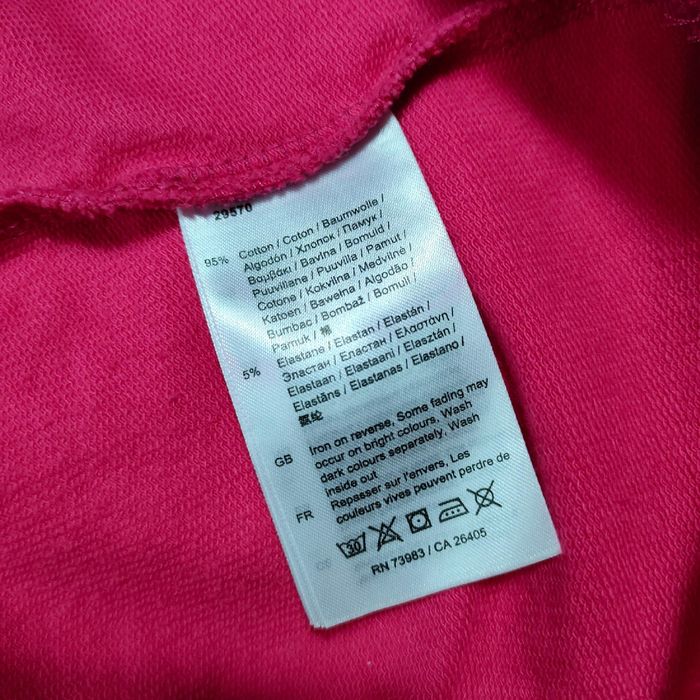 29570
95% Cotton / Coton / Baumwolle /
Algodón / Хлопок / Памук /
Βαμβάκι / Bavlna / Bomuld /
Puuvillane / Puuvilla / Pamut /
Cotone / Kokvilna / Medvilnė /
Katoen / Bawełna / Algodão /
Bumbac / Bombaž / Bomull /
Pamuk / 棉
5% Elastane / Elastan / Elastán /
Эластан / Еластан / Ελαστάνη /
Elastaan / Elastaani / Elasztán /
Elastāns / Elastanas / Elastano /
氨纶
GB Iron on reverse, Some fading may
occur on bright colours, Wash
dark colours separately, Wash
inside out
FR Repasser sur l'envers, Les
couleurs vives peuvent perdre de
30
RN 73983 / CA 26405